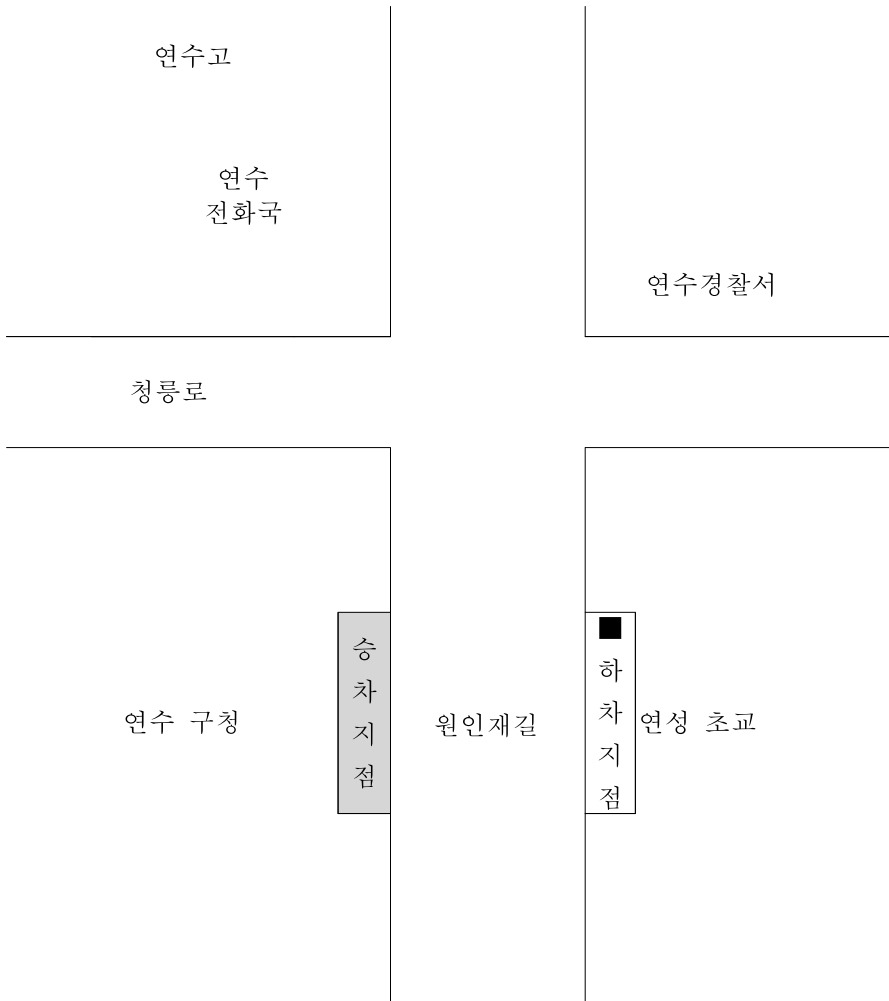 연수고
연수
전화국
연수경찰서
청릉로
연수 구청
승차지점
원인재길
■하차지점
연성 초교